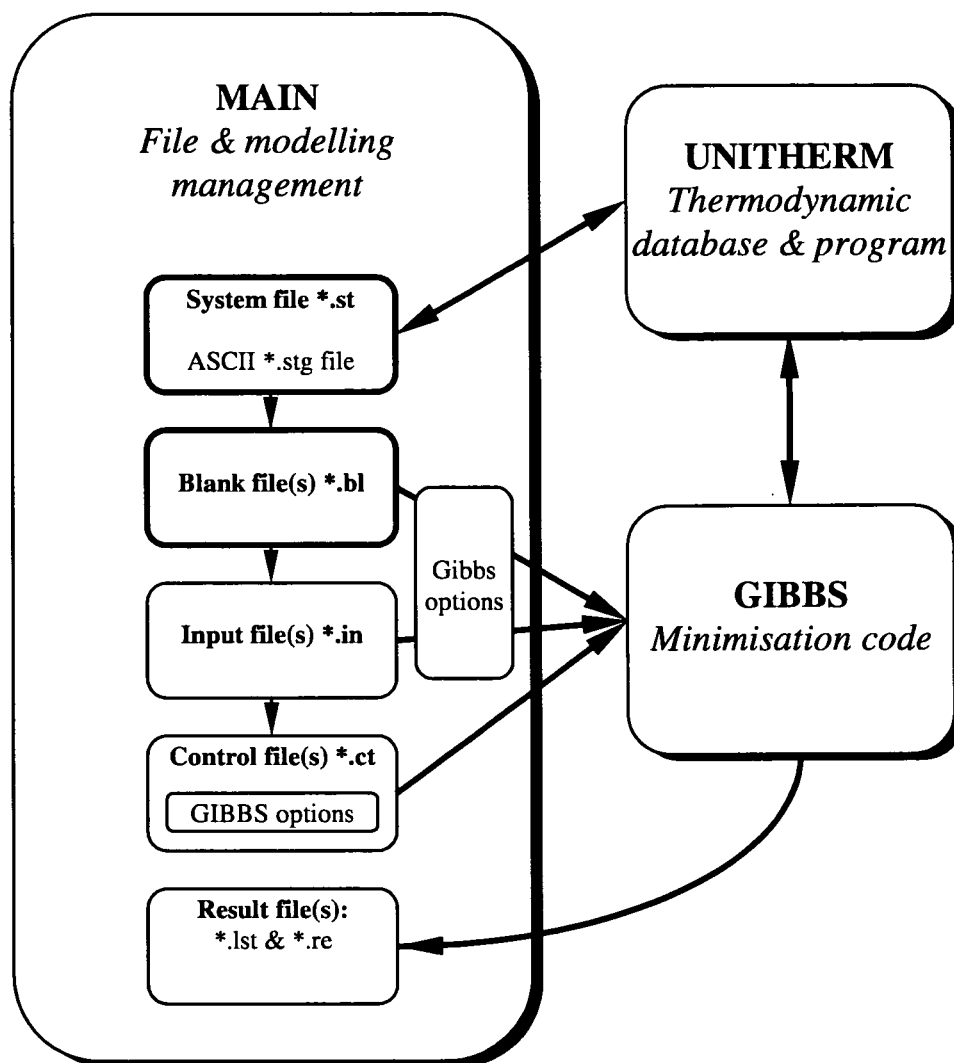 MAIN
File & modelling
management
System file *.st
ASCII *.stg file
Blank file(s) *.bl
Input file(s) *.in
Control file(s) *.ct
GIBBS options
Result file(s):
*.lst & *.re
Gibbs
options
UNITHERM
Thermodynamic
database & program
GIBBS
Minimisation code